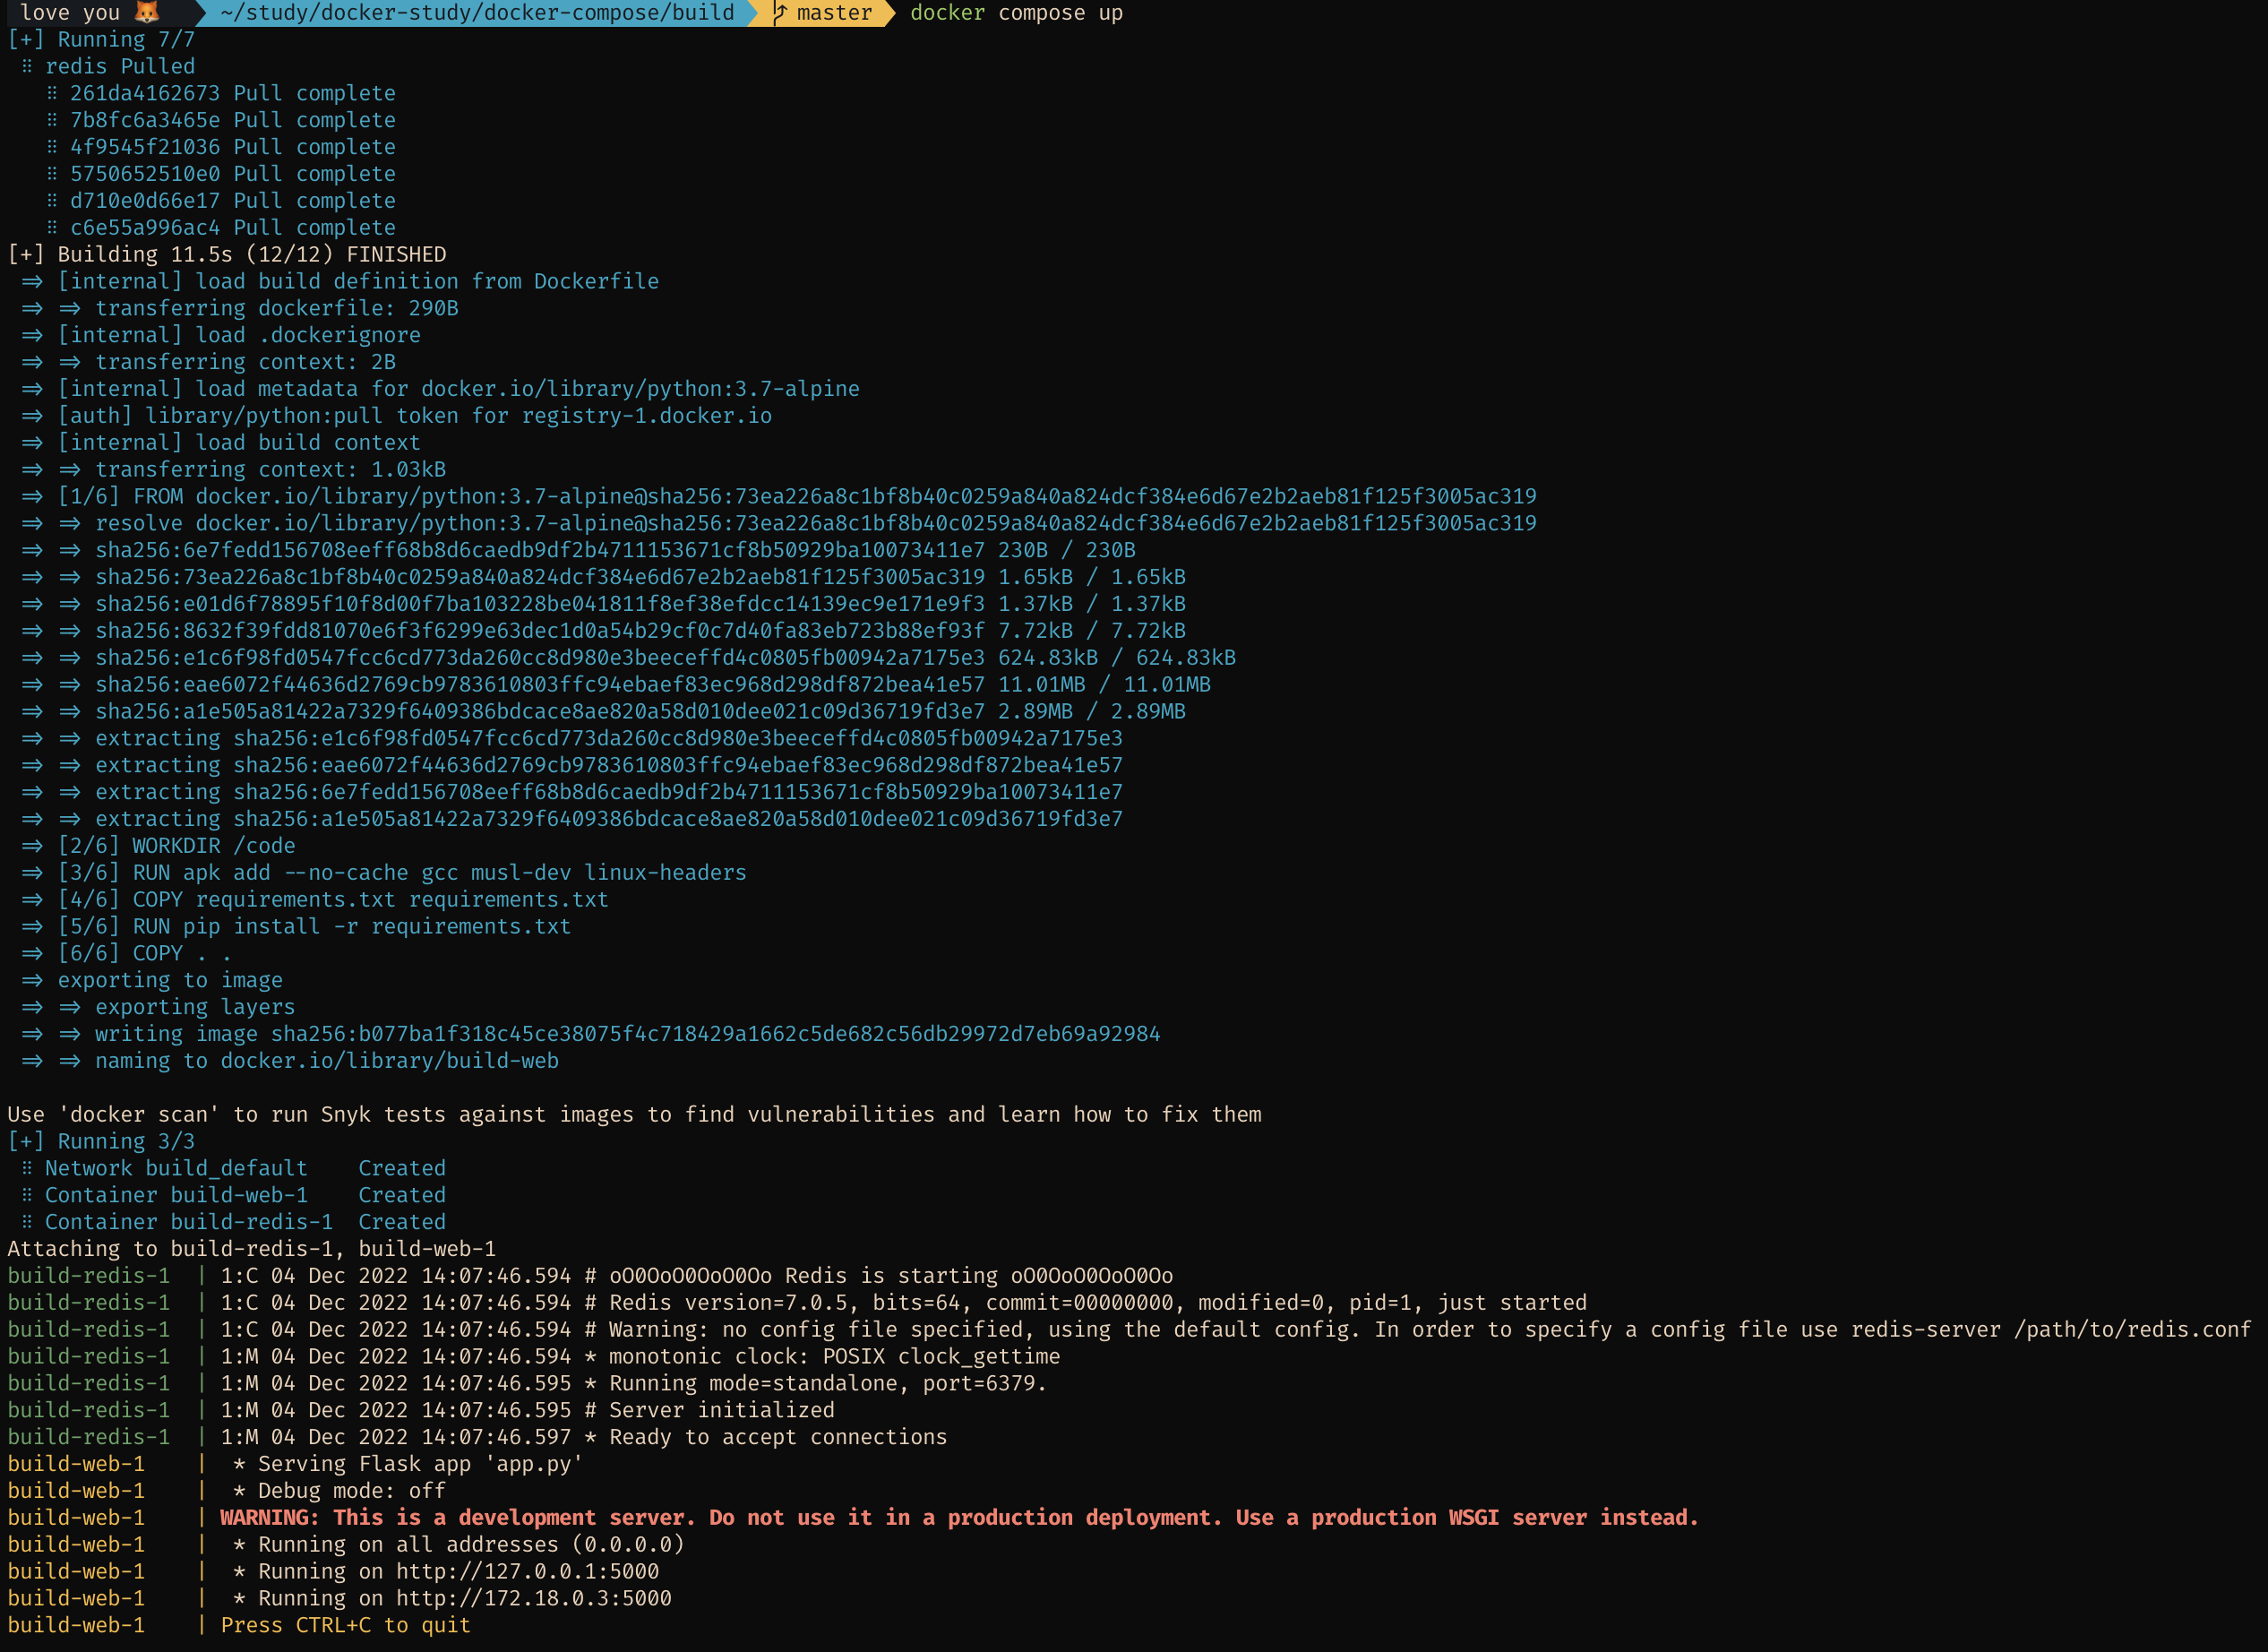 love you 🦊 ~/study/docker-study/docker-compose/build master docker compose up
[+] Running 7/7
⠿ redis Pulled
⠿ 261da4162673 Pull complete
⠿ 7b8fc6a3465e Pull complete
⠿ 4f9545f21036 Pull complete
⠿ 5750652510e0 Pull complete
⠿ d710e0d66e17 Pull complete
⠿ c6e55a996ac4 Pull complete
[+] Building 11.5s (12/12) FINISHED
=> [internal] load build definition from Dockerfile
=> => transferring dockerfile: 290B
=> [internal] load .dockerignore
=> => transferring context: 2B
=> [internal] load metadata for docker.io/library/python:3.7-alpine
=> [auth] library/python:pull token for registry-1.docker.io
=> [internal] load build context
=> => transferring context: 1.03kB
=> [1/6] FROM docker.io/library/python:3.7-alpine@sha256:73ea226a8c1bf8b40c0259a840a824dcf384e6d67e2b2aeb81f125f3005ac319
=> => resolve docker.io/library/python:3.7-alpine@sha256:73ea226a8c1bf8b40c0259a840a824dcf384e6d67e2b2aeb81f125f3005ac319
=> => sha256:6e7fedd156708eeff68b8d6caedb9df2b4711153671cf8b50929ba10073411e7 230B / 230B
=> => sha256:73ea226a8c1bf8b40c0259a840a824dcf384e6d67e2b2aeb81f125f3005ac319 1.65kB / 1.65kB
=> => sha256:e01d6f78895f10f8d00f7ba103228be041811f8ef38efdcc14139ec9e171e9f3 1.37kB / 1.37kB
=> => sha256:8632f39fdd81070e6f3f6299e63dec1d0a54b29cf0c7d40fa83eb723b88ef93f 7.72kB / 7.72kB
=> => sha256:e1c6f98fd0547fcc6cd773da260cc8d980e3beeceffd4c0805fb00942a7175e3 624.83kB / 624.83kB
=> => sha256:eae6072f44636d2769cb9783610803ffc94ebaef83ec968d298df872bea41e57 11.01MB / 11.01MB
=> => sha256:a1e505a81422a7329f6409386bdcace8ae820a58d010dee021c09d36719fd3e7 2.89MB / 2.89MB
=> => extracting sha256:e1c6f98fd0547fcc6cd773da260cc8d980e3beeceffd4c0805fb00942a7175e3
=> => extracting sha256:eae6072f44636d2769cb9783610803ffc94ebaef83ec968d298df872bea41e57
=> => extracting sha256:6e7fedd156708eeff68b8d6caedb9df2b4711153671cf8b50929ba10073411e7
=> => extracting sha256:a1e505a81422a7329f6409386bdcace8ae820a58d010dee021c09d36719fd3e7
=> [2/6] WORKDIR /code
=> [3/6] RUN apk add --no-cache gcc musl-dev linux-headers
=> [4/6] COPY requirements.txt requirements.txt
=> [5/6] RUN pip install -r requirements.txt
=> [6/6] COPY . .
=> exporting to image
=> => exporting layers
=> => writing image sha256:b077ba1f318c45ce38075f4c718429a1662c5de682c56db29972d7eb69a92984
=> => naming to docker.io/library/build-web
Use 'docker scan' to run Snyk tests against images to find vulnerabilities and learn how to fix them
[+] Running 3/3
⠿ Network build_default Created
⠿ Container build-web-1 Created
⠿ Container build-redis-1 Created
Attaching to build-redis-1, build-web-1
build-redis-1 | 1:C 04 Dec 2022 14:07:46.594 # oO0OoO0OoO0Oo Redis is starting oO0OoO0OoO0Oo
build-redis-1 | 1:C 04 Dec 2022 14:07:46.594 # Redis version=7.0.5, bits=64, commit=00000000, modified=0, pid=1, just started
build-redis-1 | 1:C 04 Dec 2022 14:07:46.594 # Warning: no config file specified, using the default config. In order to specify a config file use redis-server /path/to/redis.conf
build-redis-1 | 1:M 04 Dec 2022 14:07:46.594 * monotonic clock: POSIX clock_gettime
build-redis-1 | 1:M 04 Dec 2022 14:07:46.595 * Running mode=standalone, port=6379.
build-redis-1 | 1:M 04 Dec 2022 14:07:46.595 # Server initialized
build-redis-1 | 1:M 04 Dec 2022 14:07:46.597 * Ready to accept connections
build-web-1 | * Serving Flask app 'app.py'
build-web-1 | * Debug mode: off
build-web-1 | WARNING: This is a development server. Do not use it in a production deployment. Use a production WSGI server instead.
build-web-1 | * Running on all addresses (0.0.0.0)
build-web-1 | * Running on http://127.0.0.1:5000
build-web-1 | * Running on http://172.18.0.3:5000
build-web-1 | Press CTRL+C to quit